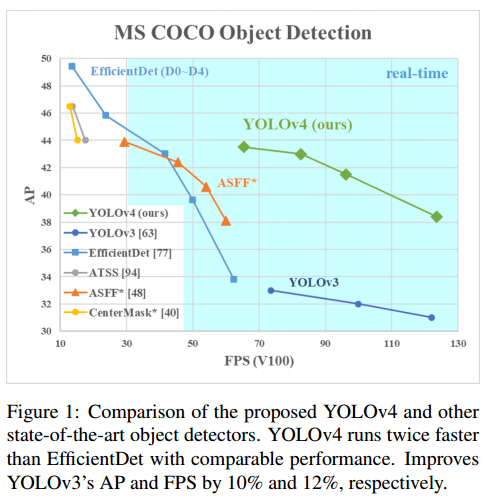 MS COCO Object Detection
50
EfficientDet (D0~D4)
real-time
48
46
YOLOv4 (ours)
44
42
ASFF*
AP
40
YOLOv4 (ours)
38
YOLOv3 [63]
EfficientDet [77]
36
ATSS [94]
34
ASFF* [48]
YOLOv3
32
CenterMask* [40]
30
10 30 50 70 90 110 130
FPS (V100)
Figure 1: Comparison of the proposed YOLOv4 and other
state-of-the-art object detectors. YOLOv4 runs twice faster
than EfficientDet with comparable performance. Improves
YOLOv3's AP and FPS by 10% and 12%, respectively.